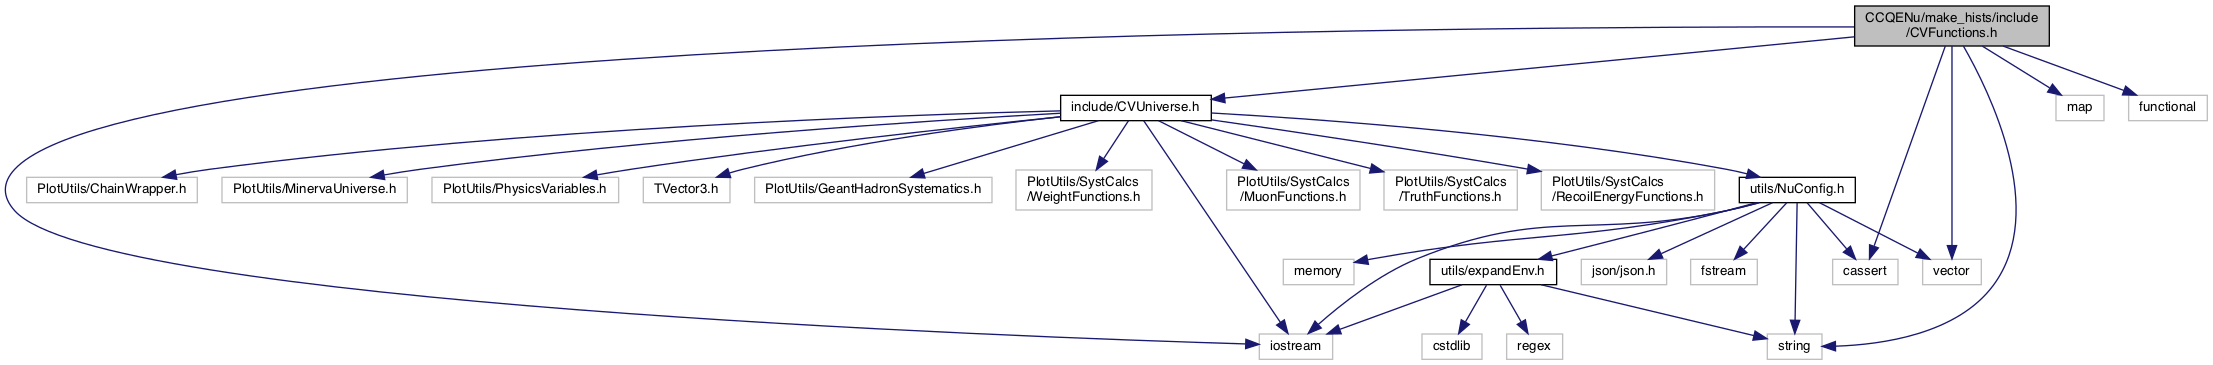 CCQENu/make_hists/include
/CVFunctions.h
include/CVUniverse.h
map
functional
PlotUtils/ChainWrapper.h
PlotUtils/MinervaUniverse.h
PlotUtils/PhysicsVariables.h
TVector3.h
PlotUtils/GeantHadronSystematics.h
PlotUtils/SystCalcs
/WeightFunctions.h
PlotUtils/SystCalcs
/MuonFunctions.h
PlotUtils/SystCalcs
/TruthFunctions.h
PlotUtils/SystCalcs
/RecoilEnergyFunctions.h
utils/NuConfig.h
memory
utils/expandEnv.h
json/json.h
fstream
cassert
vector
iostream
cstdlib
regex
string